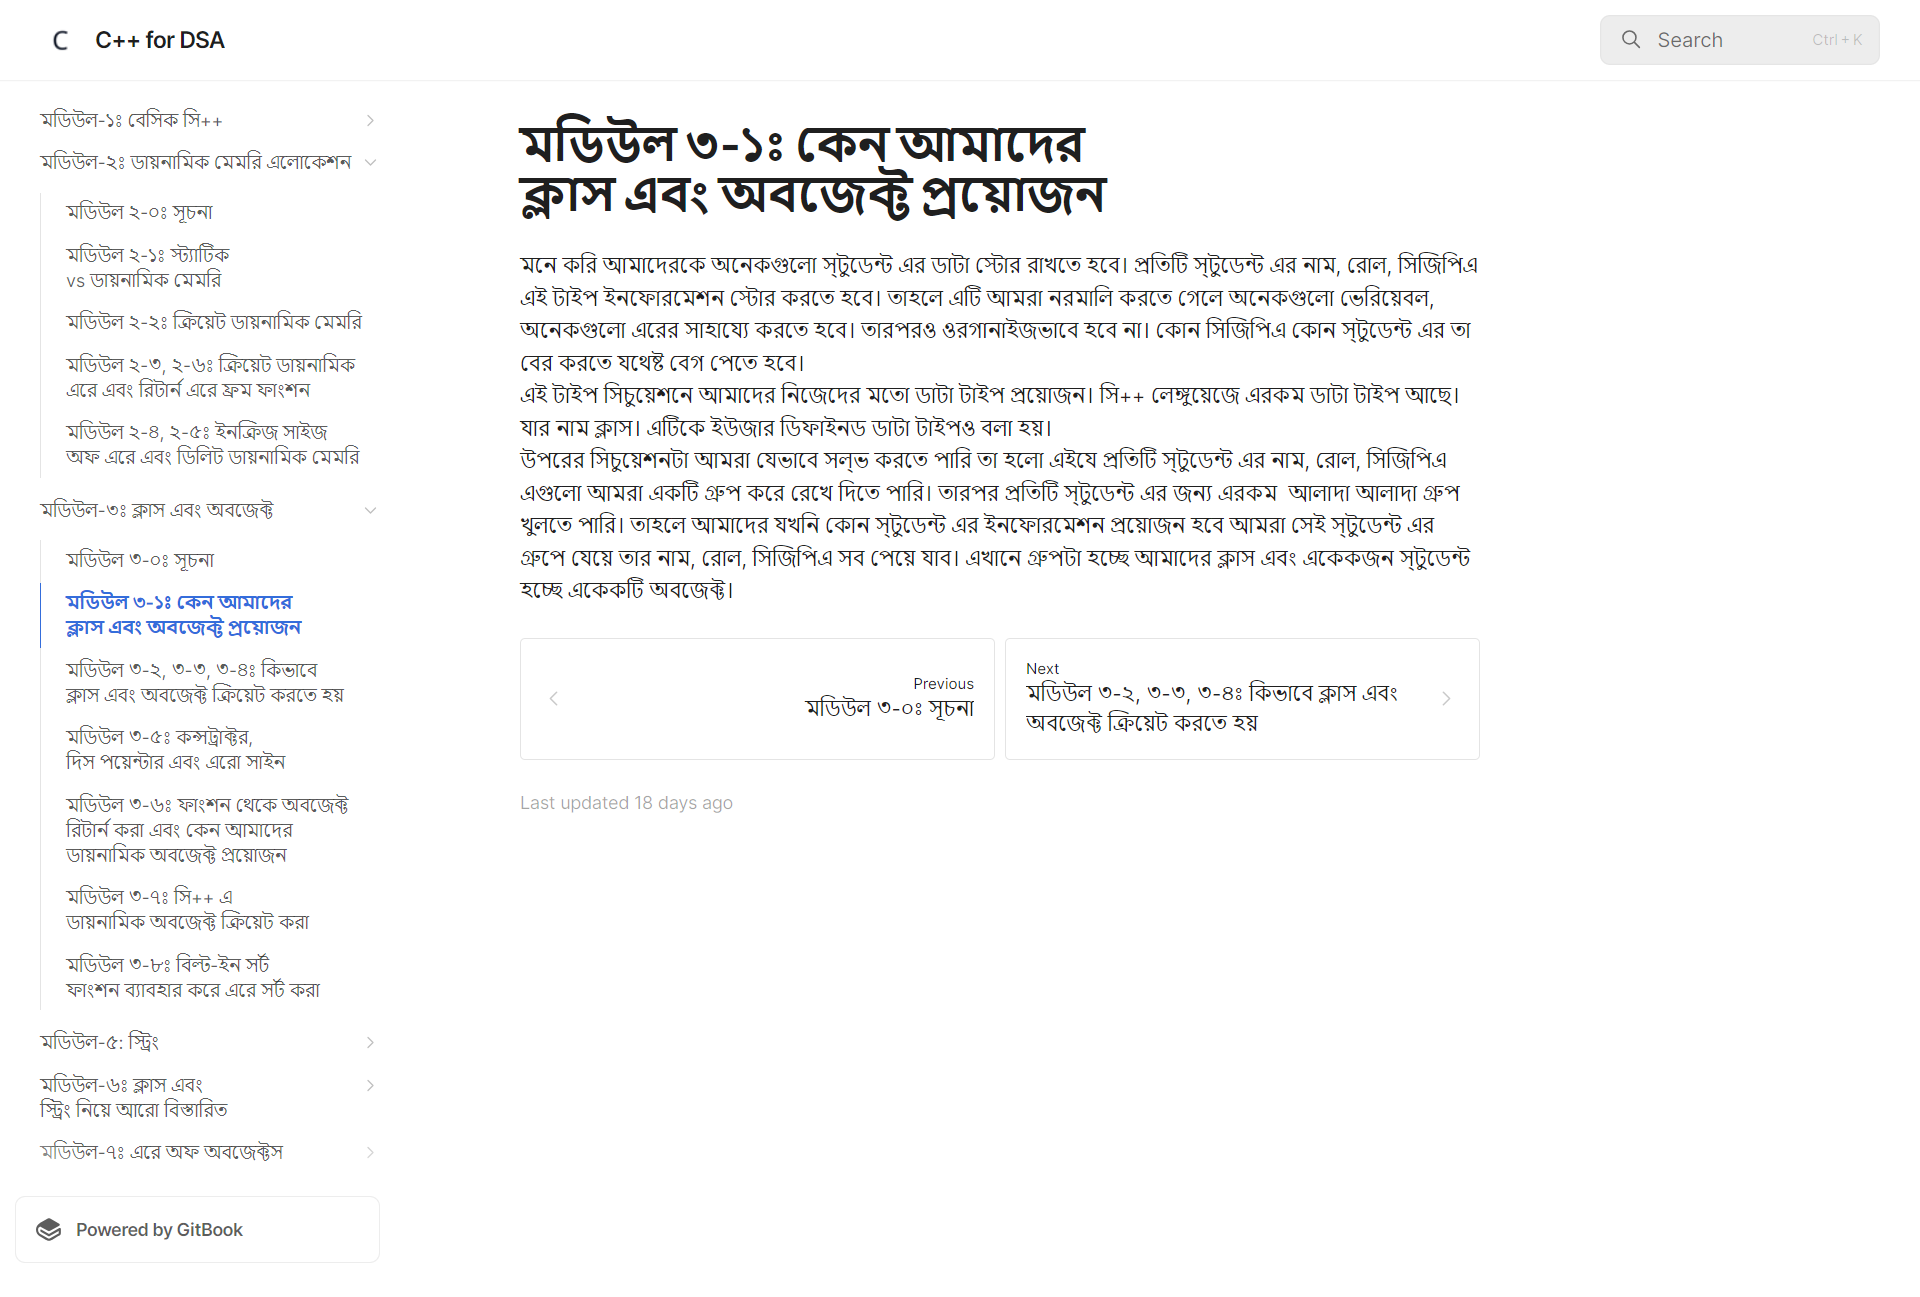 C
C++ for DSA
Search
Ctrl + K
মডিউল-১ঃ বেসিক সি++
মডিউল-২ঃ ডায়নামিক মেমরি এলোকেশন
মডিউল ২-০ঃ সূচনা
মডিউল ২-১ঃ স্ট্যাটিক
vs ডায়নামিক মেমরি
মডিউল ২-২ঃ ক্রিয়েট ডায়নামিক মেমরি
মডিউল ২-৩, ২-৬ঃ ক্রিয়েট ডায়নামিক
এরে এবং রিটার্ন এরে ফ্রম ফাংশন
মডিউল ২-৪, ২-৫ঃ ইনক্রিজ সাইজ
অফ এরে এবং ডিলিট ডায়নামিক মেমরি
মডিউল-৩ঃ ক্লাস এবং অবজেক্ট
মডিউল ৩-০ঃ সূচনা
মডিউল ৩-১ঃ কেন আমাদের
ক্লাস এবং অবজেক্ট প্রয়োজন
মডিউল ৩-২, ৩-৩, ৩-৪ঃ কিভাবে
ক্লাস এবং অবজেক্ট ক্রিয়েট করতে হয়
মডিউল ৩-৫ঃ কন্সট্রাক্টর,
দিস পয়েন্টার এবং এরো সাইন
মডিউল ৩-৬ঃ ফাংশন থেকে অবজেক্ট
রিটার্ন করা এবং কেন আমাদের
ডায়নামিক অবজেক্ট প্রয়োজন
মডিউল ৩-৭ঃ সি++ এ
ডায়নামিক অবজেক্ট ক্রিয়েট করা
মডিউল ৩-৮ঃ বিল্ট-ইন সর্ট
ফাংশন ব্যাবহার করে এরে সর্ট করা
মডিউল-৫: স্ট্রিং
মডিউল-৬ঃ ক্লাস এবং
স্ট্রিং নিয়ে আরো বিস্তারিত
মডিউল-৭ঃ এরে অফ অবজেক্টস
Powered by GitBook
মডিউল ৩-১ঃ কেন আমাদের
ক্লাস এবং অবজেক্ট প্রয়োজন
মনে করি আমাদেরকে অনেকগুলো স্টুডেন্ট এর ডাটা স্টোর রাখতে হবে। প্রতিটি স্টুডেন্ট এর নাম, রোল, সিজিপিএ
এই টাইপ ইনফোরমেশন স্টোর করতে হবে। তাহলে এটি আমরা নরমালি করতে গেলে অনেকগুলো ভেরিয়েবল,
অনেকগুলো এরের সাহায্যে করতে হবে। তারপরও ওরগানাইজভাবে হবে না। কোন সিজিপিএ কোন স্টুডেন্ট এর তা
বের করতে যথেষ্ট বেগ পেতে হবে।
এই টাইপ সিচুয়েশনে আমাদের নিজেদের মতো ডাটা টাইপ প্রয়োজন। সি++ লেঙ্গুয়েজে এরকম ডাটা টাইপ আছে।
যার নাম ক্লাস। এটিকে ইউজার ডিফাইনড ডাটা টাইপও বলা হয়।
উপরের সিচুয়েশনটা আমরা যেভাবে সল্ভ করতে পারি তা হলো এইযে প্রতিটি স্টুডেন্ট এর নাম, রোল, সিজিপিএ
এগুলো আমরা একটি গ্রুপ করে রেখে দিতে পারি। তারপর প্রতিটি স্টুডেন্ট এর জন্য এরকম  আলাদা আলাদা গ্রুপ
খুলতে পারি। তাহলে আমাদের যখনি কোন স্টুডেন্ট এর ইনফোরমেশন প্রয়োজন হবে আমরা সেই স্টুডেন্ট এর
গ্রুপে যেয়ে তার নাম, রোল, সিজিপিএ সব পেয়ে যাব। এখানে গ্রুপটা হচ্ছে আমাদের ক্লাস এবং একেকজন স্টুডেন্ট
হচ্ছে একেকটি অবজেক্ট।
Previous
মডিউল ৩-০ঃ সূচনা
Next
মডিউল ৩-২, ৩-৩, ৩-৪ঃ কিভাবে ক্লাস এবং
অবজেক্ট ক্রিয়েট করতে হয়
Last updated 18 days ago